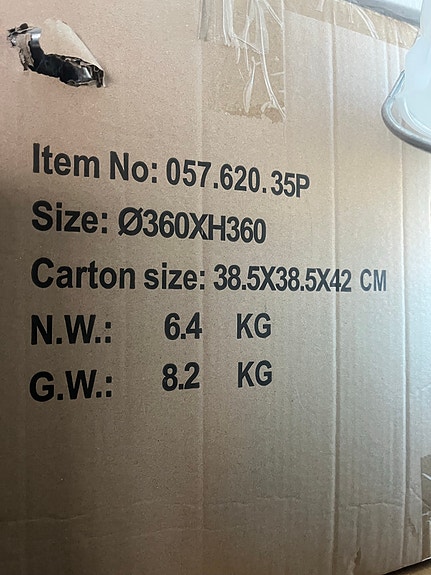 Item No: 057.620.35P
Size: Ø360XH360
Carton size: 38.5X38.5X42 CM
N.W.: 6.4 KG
G.W.: 8.2 KG